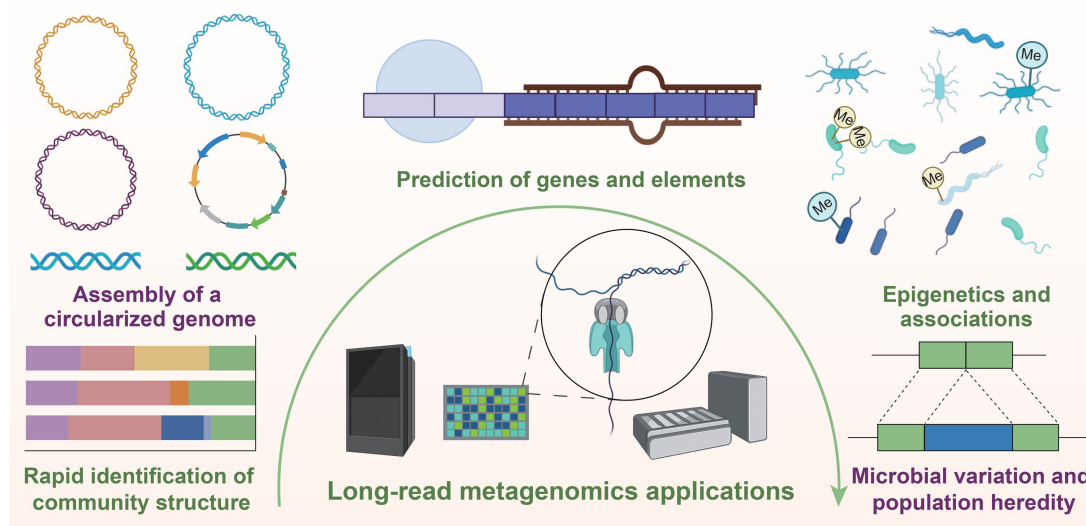 Me
Me
Me
Me
Me
Prediction of genes and elements
Assembly of a
circularized genome
Epigenetics and
associations
Rapid identification of
community structure
Long-read metagenomics applications
Microbial variation and
population heredity